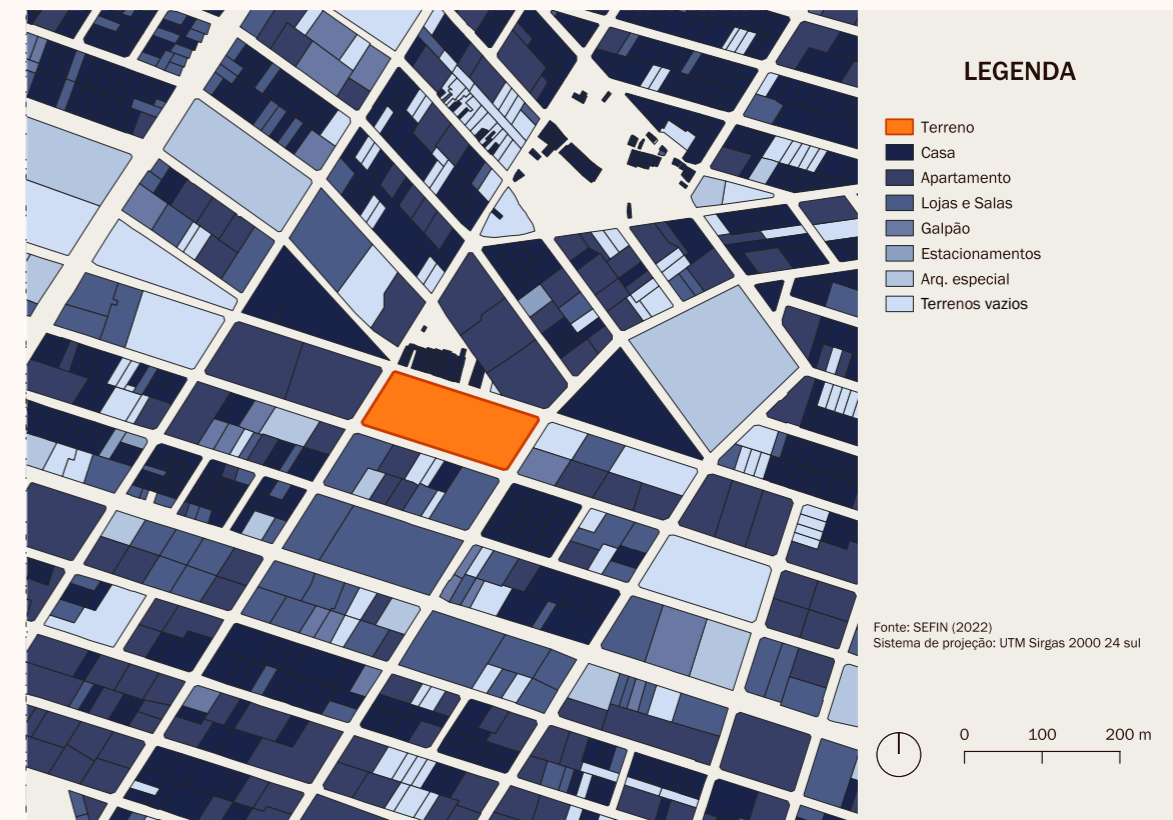 LEGENDA
Terreno
Casa
Apartamento
Lojas e Salas
Galpão
Estacionamentos
Arq. especial
Terrenos vazios
Fonte: SEFIN (2022)
Sistema de projeção: UTM Sirgas 2000 24 sul
0 100 200 m